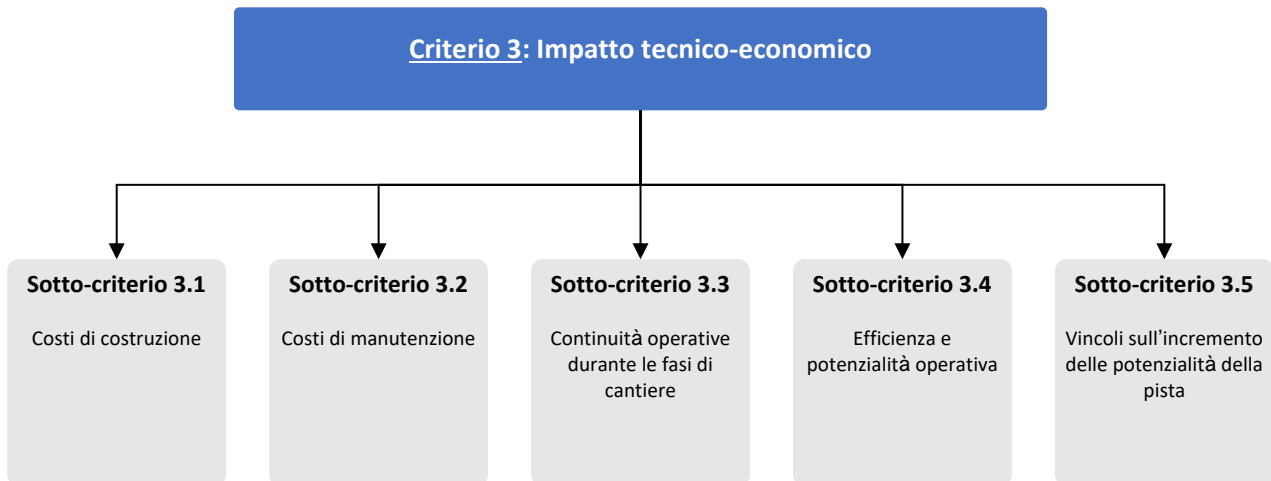 Criterio 3: Impatto tecnico-economico
Sotto-criterio 3.1
Costi di costruzione
Sotto-criterio 3.2
Costi di manutenzione
Sotto-criterio 3.3
Continuità operative
durante le fasi di
cantiere
Sotto-criterio 3.4
Efficienza e
potenzialità operativa
Sotto-criterio 3.5
Vincoli sull'incremento
delle potenzialità della
pista